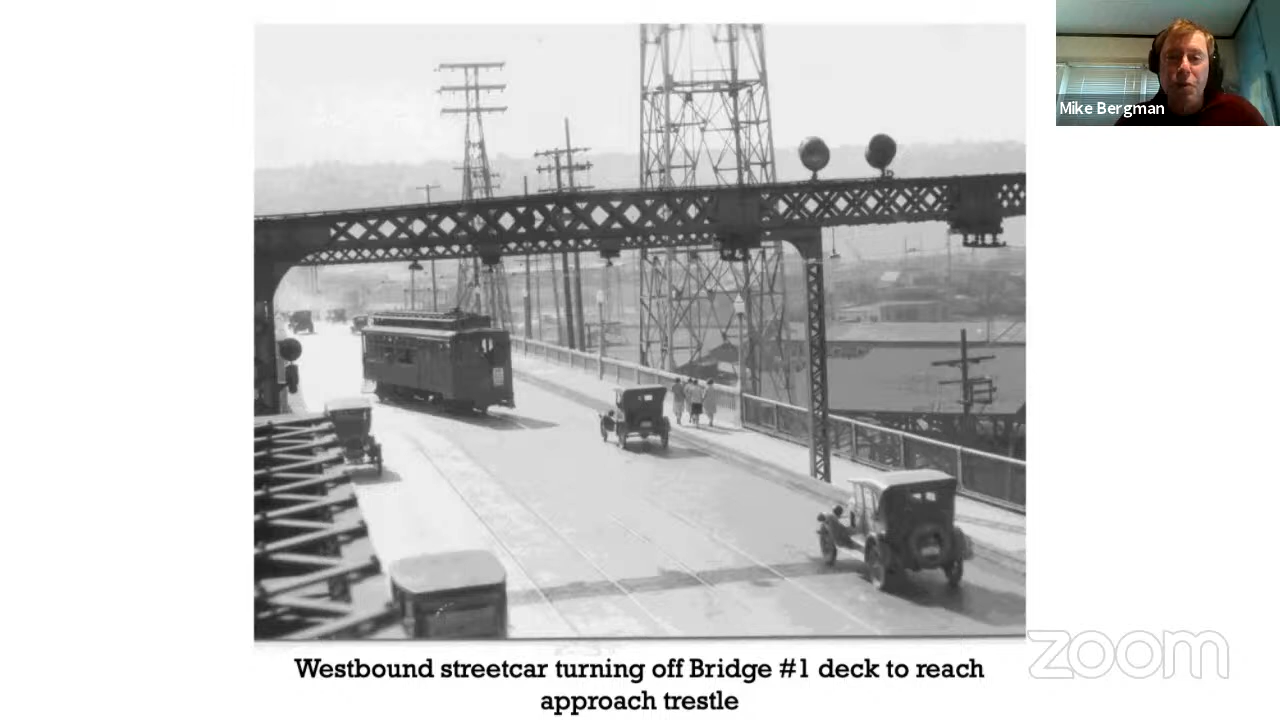 Mike Bergman
zoom
Westbound streetcar turning off Bridge #1 deck to reach
approach trestle